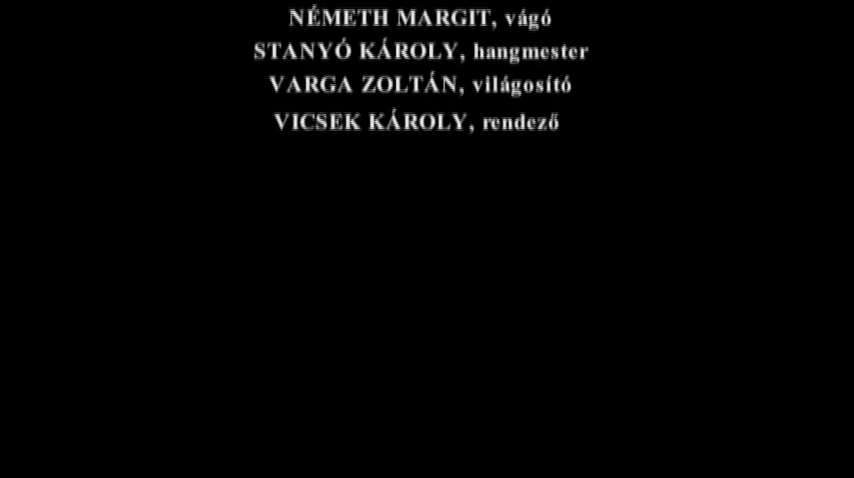 NÉMETH MARGIT, vágó
STANYÓ KÁROLY, hangmester
VARGA ZOLTÁN, világosító
VICSEK KÁROLY, rendező